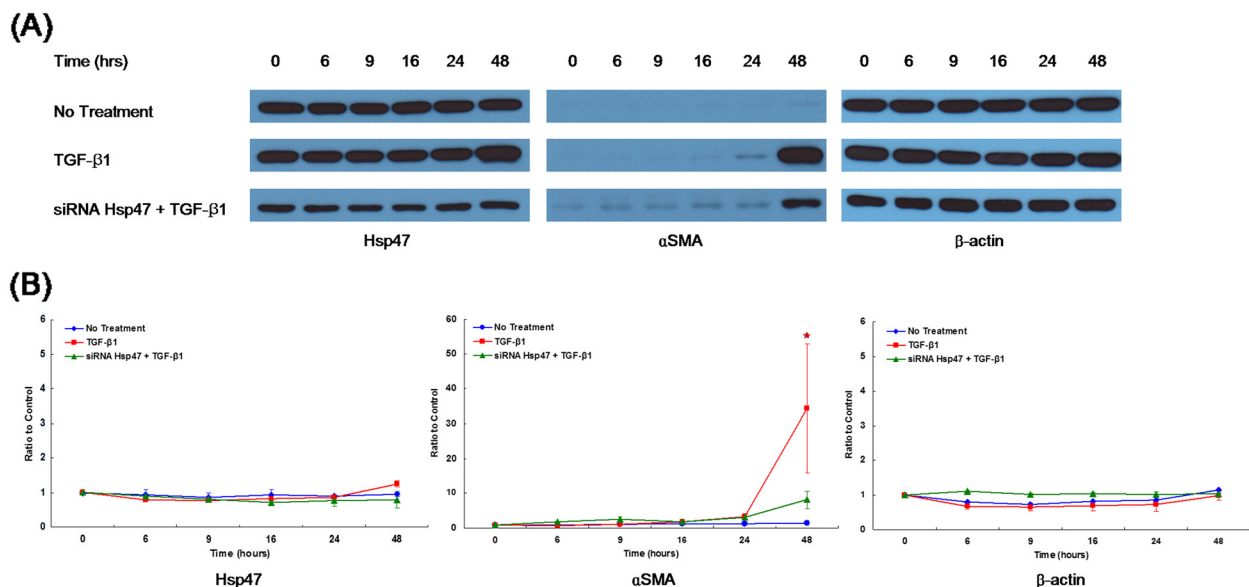 (A)
Time (hrs) 0 6 9 16 24 48 0 6 9 16 24 48 0 6 9 16 24 48
No Treatment
TGF-β1
siRNA Hsp47 + TGF-β1
Hsp47 αSMA β-actin
(B)
6
5
4
3
2
1
0
Ratio to Control
No Treatment
TGF-β1
siRNA Hsp47 + TGF-β1
0 6 9 16 24 48
Time (hours)
Hsp47
60
50
40
30
20
10
0
Ratio to Control
No Treatment
TGF-β1
siRNA Hsp47 + TGF-β1
*
0 6 9 16 24 48
Time (hours)
αSMA
6
5
4
3
2
1
0
Ratio to Control
No Treatment
TGF-β1
siRNA Hsp47 + TGF-β1
0 6 9 16 24 48
Time (hours)
β-actin